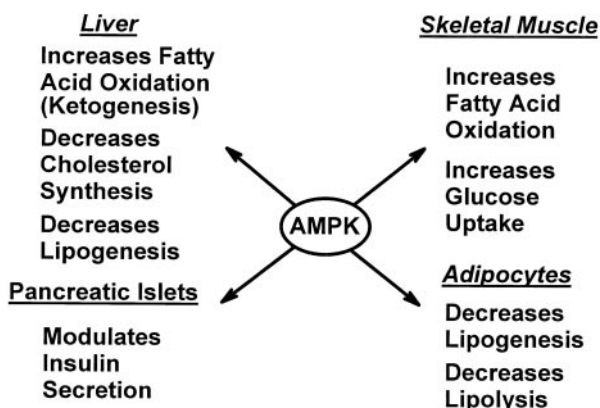 Liver
Increases Fatty
Acid Oxidation
(Ketogenesis)
Decreases
Cholesterol
Synthesis
Decreases
Lipogenesis
Skeletal Muscle
Increases
Fatty Acid
Oxidation
Increases
Glucose
Uptake
AMPK
Pancreatic Islets
Modulates
Insulin
Secretion
Adipocytes
Decreases
Lipogenesis
Decreases
Lipolysis